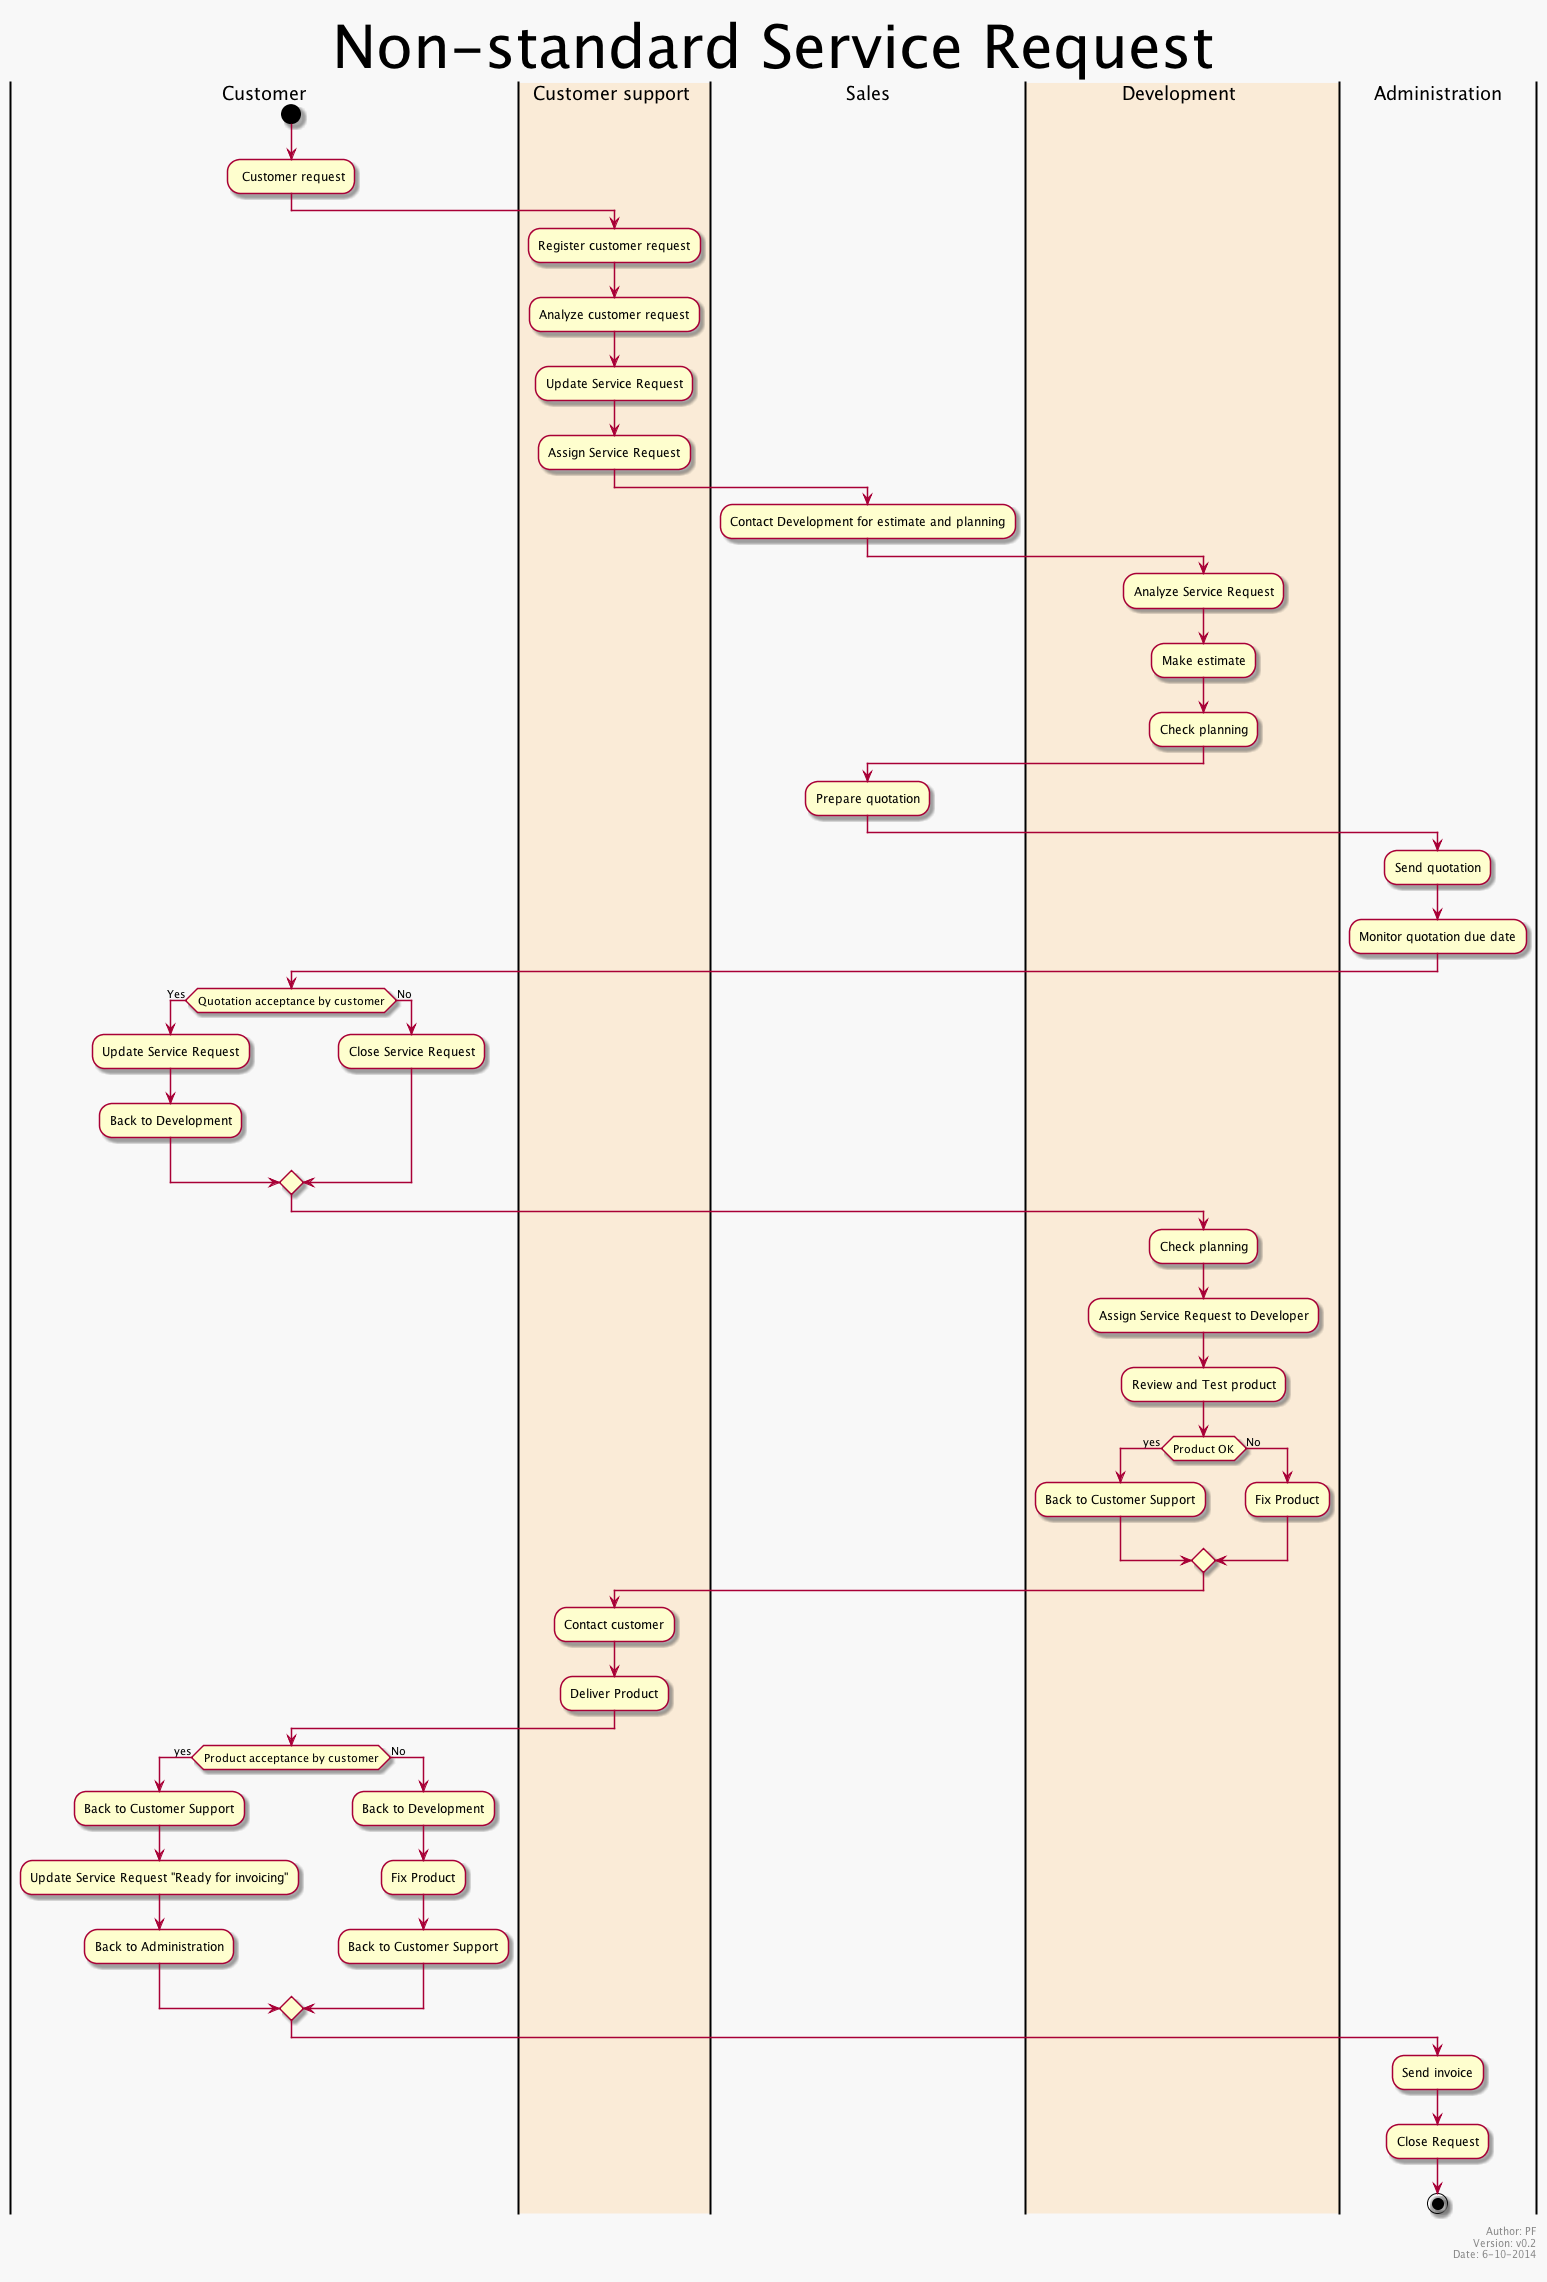 Non-standard Service Request
Customer
Customer support
Sales
Development
Administration
Customer request
Register customer request
Analyze customer request
Update Service Request
Assign Service Request
Contact Development for estimate and planning
Analyze Service Request
Make estimate
Check planning
Prepare quotation
Send quotation
Monitor quotation due date
Yes
Quotation acceptance by customer
No
Update Service Request
Close Service Request
Back to Development
Check planning
Assign Service Request to Developer
Review and Test product
yes
Product OK
No
Back to Customer Support
Fix Product
Contact customer
Deliver Product
yes
Product acceptance by customer
No
Back to Customer Support
Back to Development
Update Service Request "Ready for invoicing"
Fix Product
Back to Administration
Back to Customer Support
Send invoice
Close Request
Author: PF
Version: v0.2
Date: 6-10-2014